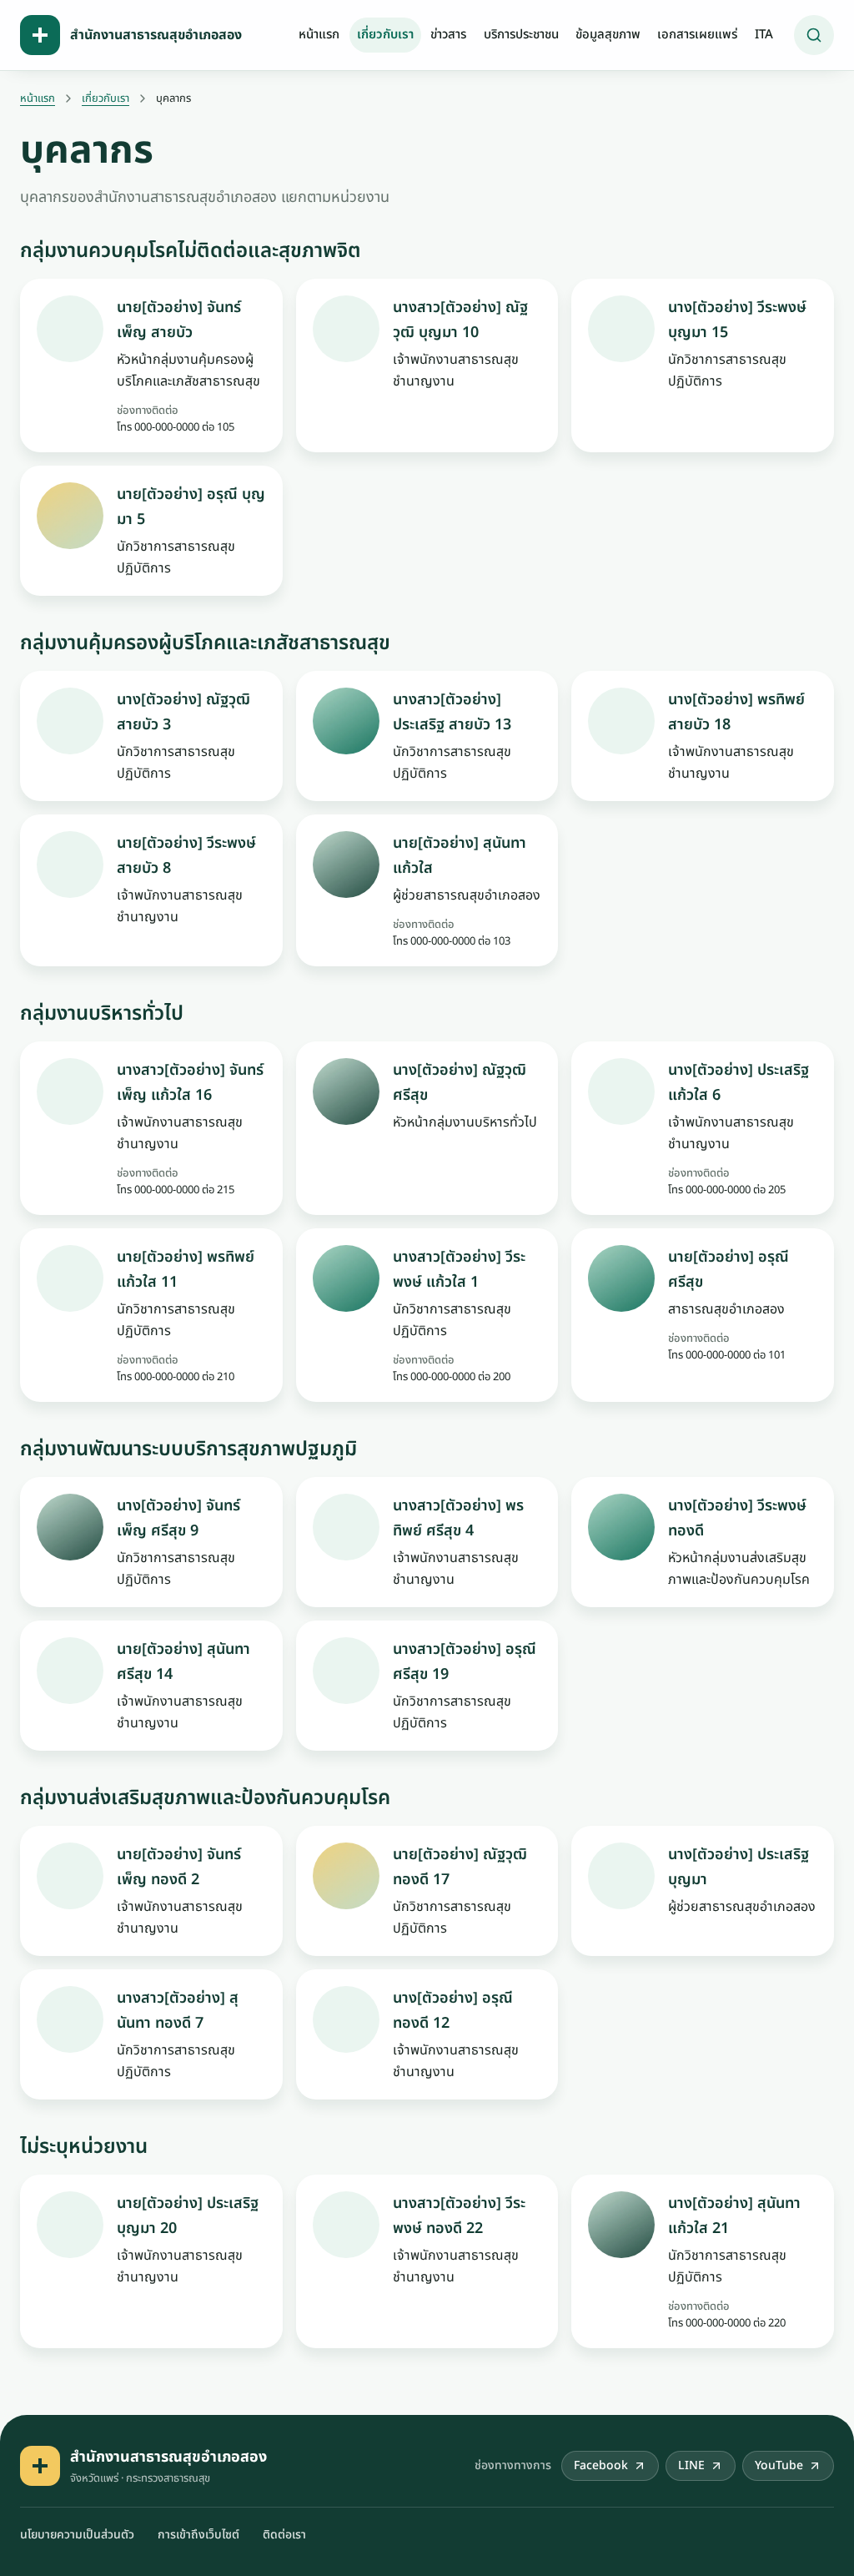 สำนักงานสาธารณสุขอำเภอสอง
หน้าแรก
เกี่ยวกับเรา
ข่าวสาร
บริการประชาชน
ข้อมูลสุขภาพ
เอกสารเผยแพร่
ITA
หน้าแรก
เกี่ยวกับเรา
บุคลากร
บุคลากร
บุคลากรของสำนักงานสาธารณสุขอำเภอสอง แยกตามหน่วยงาน
กลุ่มงานควบคุมโรคไม่ติดต่อและสุขภาพจิต
นาย[ตัวอย่าง] จันทร์
เพ็ญ สายบัว
หัวหน้ากลุ่มงานคุ้มครองผู้
บริโภคและเภสัชสาธารณสุข
ช่องทางติดต่อ
โทร 000-000-0000 ต่อ 105
นางสาว[ตัวอย่าง] ณัฐ
วุฒิ บุญมา 10
เจ้าพนักงานสาธารณสุข
ชำนาญงาน
นาง[ตัวอย่าง] วีระพงษ์
บุญมา 15
นักวิชาการสาธารณสุข
ปฏิบัติการ
นาย[ตัวอย่าง] อรุณี บุญ
มา 5
นักวิชาการสาธารณสุข
ปฏิบัติการ
กลุ่มงานคุ้มครองผู้บริโภคและเภสัชสาธารณสุข
นาง[ตัวอย่าง] ณัฐวุฒิ
สายบัว 3
นักวิชาการสาธารณสุข
ปฏิบัติการ
นางสาว[ตัวอย่าง]
ประเสริฐ สายบัว 13
นักวิชาการสาธารณสุข
ปฏิบัติการ
นาง[ตัวอย่าง] พรทิพย์
สายบัว 18
เจ้าพนักงานสาธารณสุข
ชำนาญงาน
นาย[ตัวอย่าง] วีระพงษ์
สายบัว 8
เจ้าพนักงานสาธารณสุข
ชำนาญงาน
นาย[ตัวอย่าง] สุนันทา
แก้วใส
ผู้ช่วยสาธารณสุขอำเภอสอง
ช่องทางติดต่อ
โทร 000-000-0000 ต่อ 103
กลุ่มงานบริหารทั่วไป
นางสาว[ตัวอย่าง] จันทร์
เพ็ญ แก้วใส 16
เจ้าพนักงานสาธารณสุข
ชำนาญงาน
ช่องทางติดต่อ
โทร 000-000-0000 ต่อ 215
นาง[ตัวอย่าง] ณัฐวุฒิ
ศรีสุข
หัวหน้ากลุ่มงานบริหารทั่วไป
นาง[ตัวอย่าง] ประเสริฐ
แก้วใส 6
เจ้าพนักงานสาธารณสุข
ชำนาญงาน
ช่องทางติดต่อ
โทร 000-000-0000 ต่อ 205
นาย[ตัวอย่าง] พรทิพย์
แก้วใส 11
นักวิชาการสาธารณสุข
ปฏิบัติการ
ช่องทางติดต่อ
โทร 000-000-0000 ต่อ 210
นางสาว[ตัวอย่าง] วีระ
พงษ์ แก้วใส 1
นักวิชาการสาธารณสุข
ปฏิบัติการ
ช่องทางติดต่อ
โทร 000-000-0000 ต่อ 200
นาย[ตัวอย่าง] อรุณี
ศรีสุข
สาธารณสุขอำเภอสอง
ช่องทางติดต่อ
โทร 000-000-0000 ต่อ 101
กลุ่มงานพัฒนาระบบบริการสุขภาพปฐมภูมิ
นาง[ตัวอย่าง] จันทร์
เพ็ญ ศรีสุข 9
นักวิชาการสาธารณสุข
ปฏิบัติการ
นางสาว[ตัวอย่าง] พร
ทิพย์ ศรีสุข 4
เจ้าพนักงานสาธารณสุข
ชำนาญงาน
นาง[ตัวอย่าง] วีระพงษ์
ทองดี
หัวหน้ากลุ่มงานส่งเสริมสุข
ภาพและป้องกันควบคุมโรค
นาย[ตัวอย่าง] สุนันทา
ศรีสุข 14
เจ้าพนักงานสาธารณสุข
ชำนาญงาน
นางสาว[ตัวอย่าง] อรุณี
ศรีสุข 19
นักวิชาการสาธารณสุข
ปฏิบัติการ
กลุ่มงานส่งเสริมสุขภาพและป้องกันควบคุมโรค
นาย[ตัวอย่าง] จันทร์
เพ็ญ ทองดี 2
เจ้าพนักงานสาธารณสุข
ชำนาญงาน
นาย[ตัวอย่าง] ณัฐวุฒิ
ทองดี 17
นักวิชาการสาธารณสุข
ปฏิบัติการ
นาง[ตัวอย่าง] ประเสริฐ
บุญมา
ผู้ช่วยสาธารณสุขอำเภอสอง
นางสาว[ตัวอย่าง] สุ
นันทา ทองดี 7
นักวิชาการสาธารณสุข
ปฏิบัติการ
นาง[ตัวอย่าง] อรุณี
ทองดี 12
เจ้าพนักงานสาธารณสุข
ชำนาญงาน
ไม่ระบุหน่วยงาน
นาย[ตัวอย่าง] ประเสริฐ
บุญมา 20
เจ้าพนักงานสาธารณสุข
ชำนาญงาน
นางสาว[ตัวอย่าง] วีระ
พงษ์ ทองดี 22
เจ้าพนักงานสาธารณสุข
ชำนาญงาน
นาง[ตัวอย่าง] สุนันทา
แก้วใส 21
นักวิชาการสาธารณสุข
ปฏิบัติการ
ช่องทางติดต่อ
โทร 000-000-0000 ต่อ 220
สำนักงานสาธารณสุขอำเภอสอง
จังหวัดแพร่ · กระทรวงสาธารณสุข
ช่องทางทางการ
Facebook
LINE
YouTube
นโยบายความเป็นส่วนตัว
การเข้าถึงเว็บไซต์
ติดต่อเรา